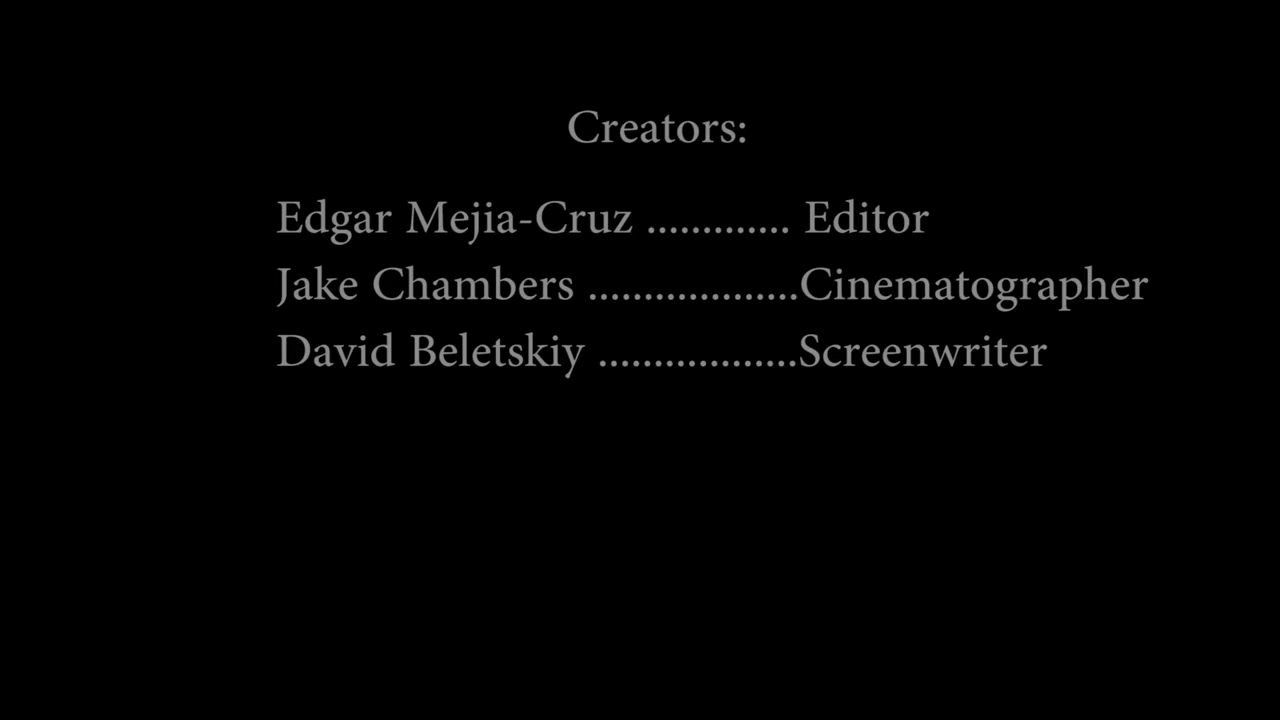 Creators:
Edgar Mejia-Cruz ............. Editor
Jake Chambers ...................Cinematographer
David Beletskiy ..................Screenwriter